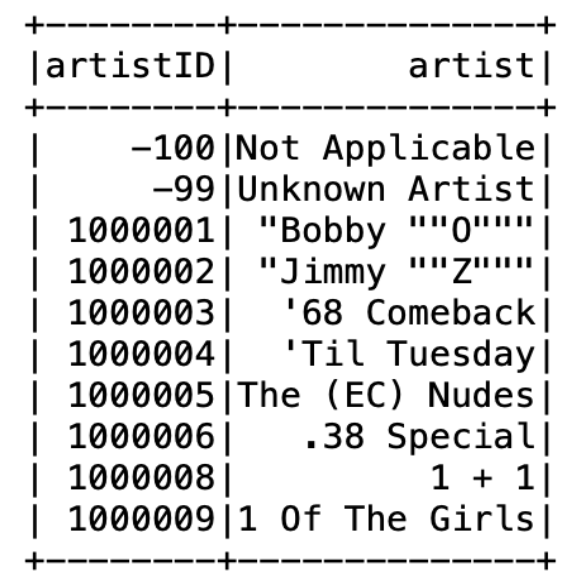 +--------+---------------+
|artistID|         artist|
+--------+---------------+
|    -100|Not Applicable|
|     -99|Unknown Artist|
| 1000001| "Bobby ""O"""|
| 1000002| "Jimmy ""Z"""|
| 1000003|  '68 Comeback|
| 1000004|  'Til Tuesday|
| 1000005|The (EC) Nudes|
| 1000006|   .38 Special|
| 1000008|         1 + 1|
| 1000009|1 Of The Girls|
+--------+---------------+